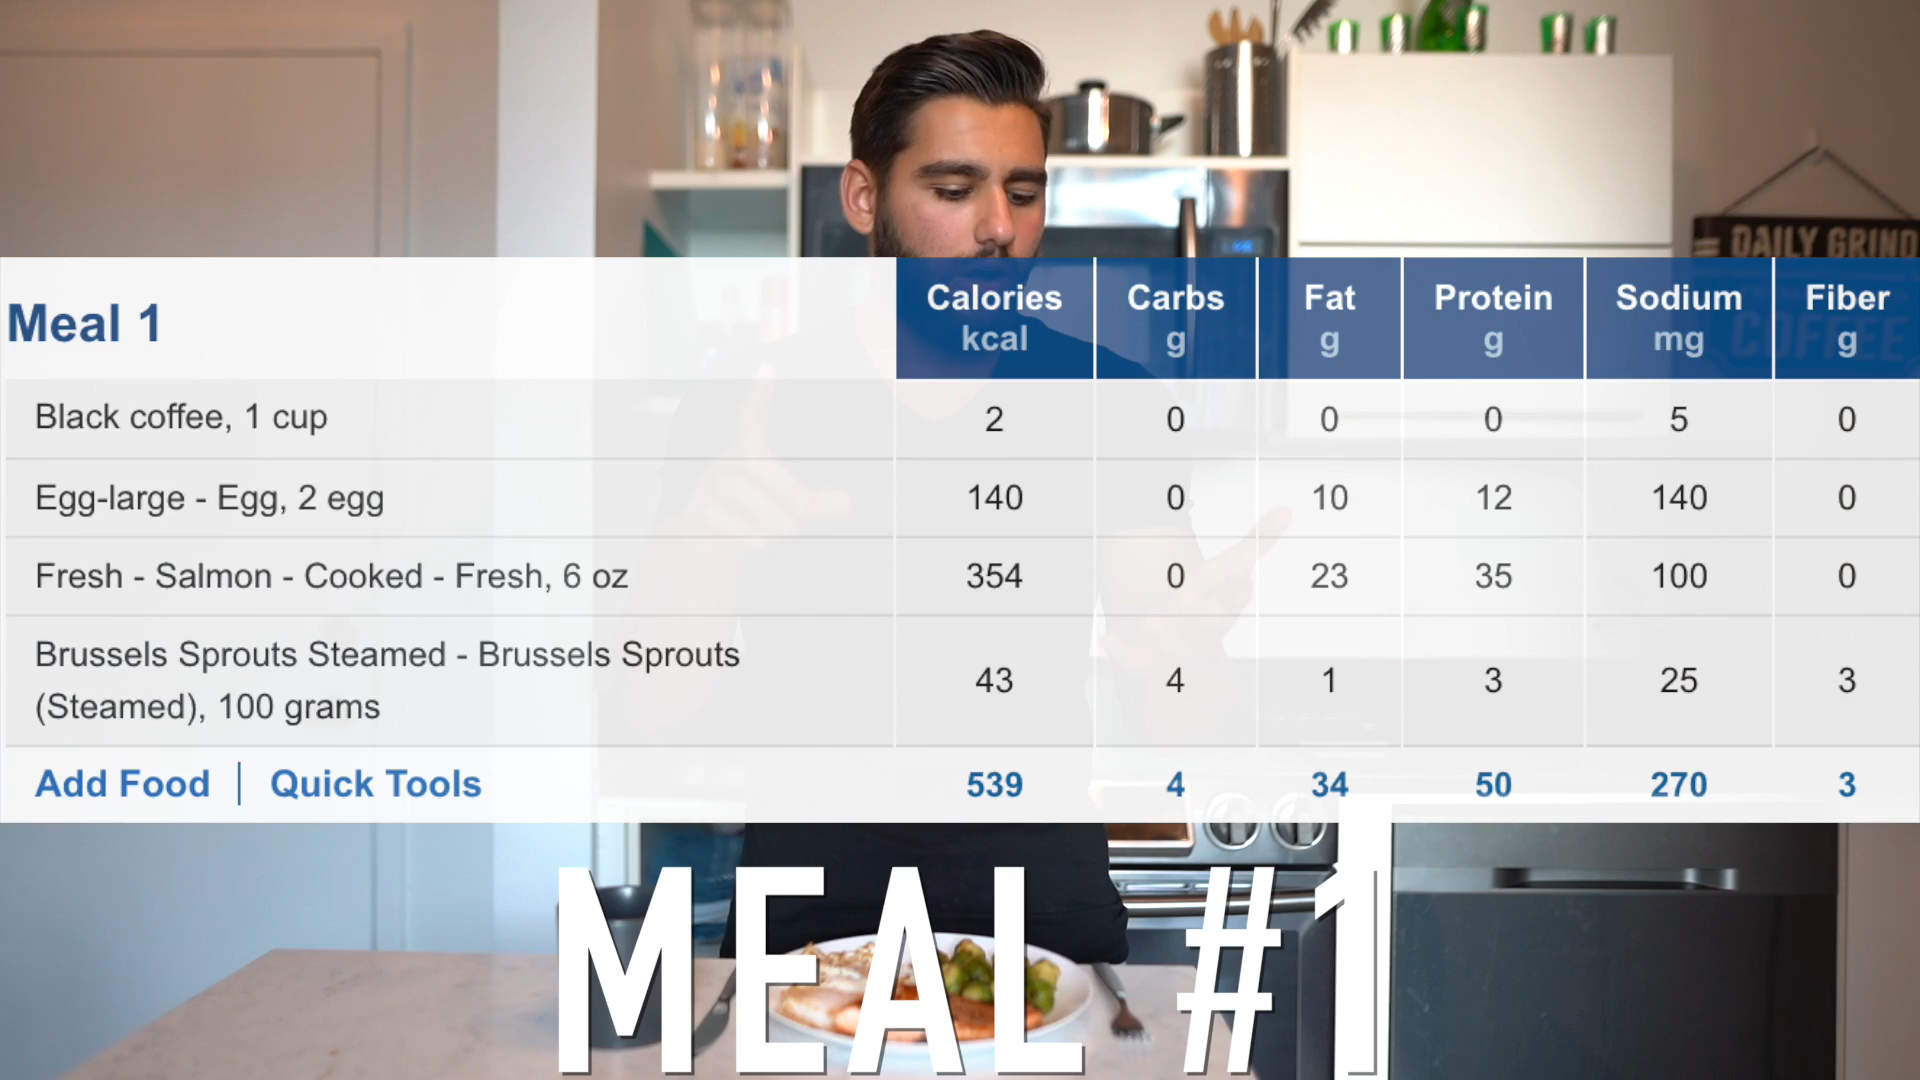 DAILY GRIND
COFFEE
Meal 1
Calories Carbs Fat Protein Sodium Fiber
kcal g g g mg g
Black coffee, 1 cup 2 0 0 0 5 0
Egg-large - Egg, 2 egg 140 0 10 12 140 0
Fresh - Salmon - Cooked - Fresh, 6 oz 354 0 23 35 100 0
Brussels Sprouts Steamed - Brussels Sprouts
(Steamed), 100 grams 43 4 1 3 25 3
Add Food | Quick Tools 539 4 34 50 270 3
MEAL #1